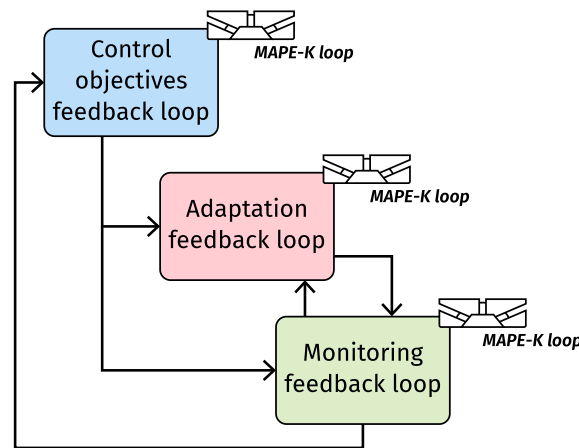 Control
objectives
feedback loop
MAPE-K loop
Adaptation
feedback loop
MAPE-K loop
Monitoring
feedback loop
MAPE-K loop